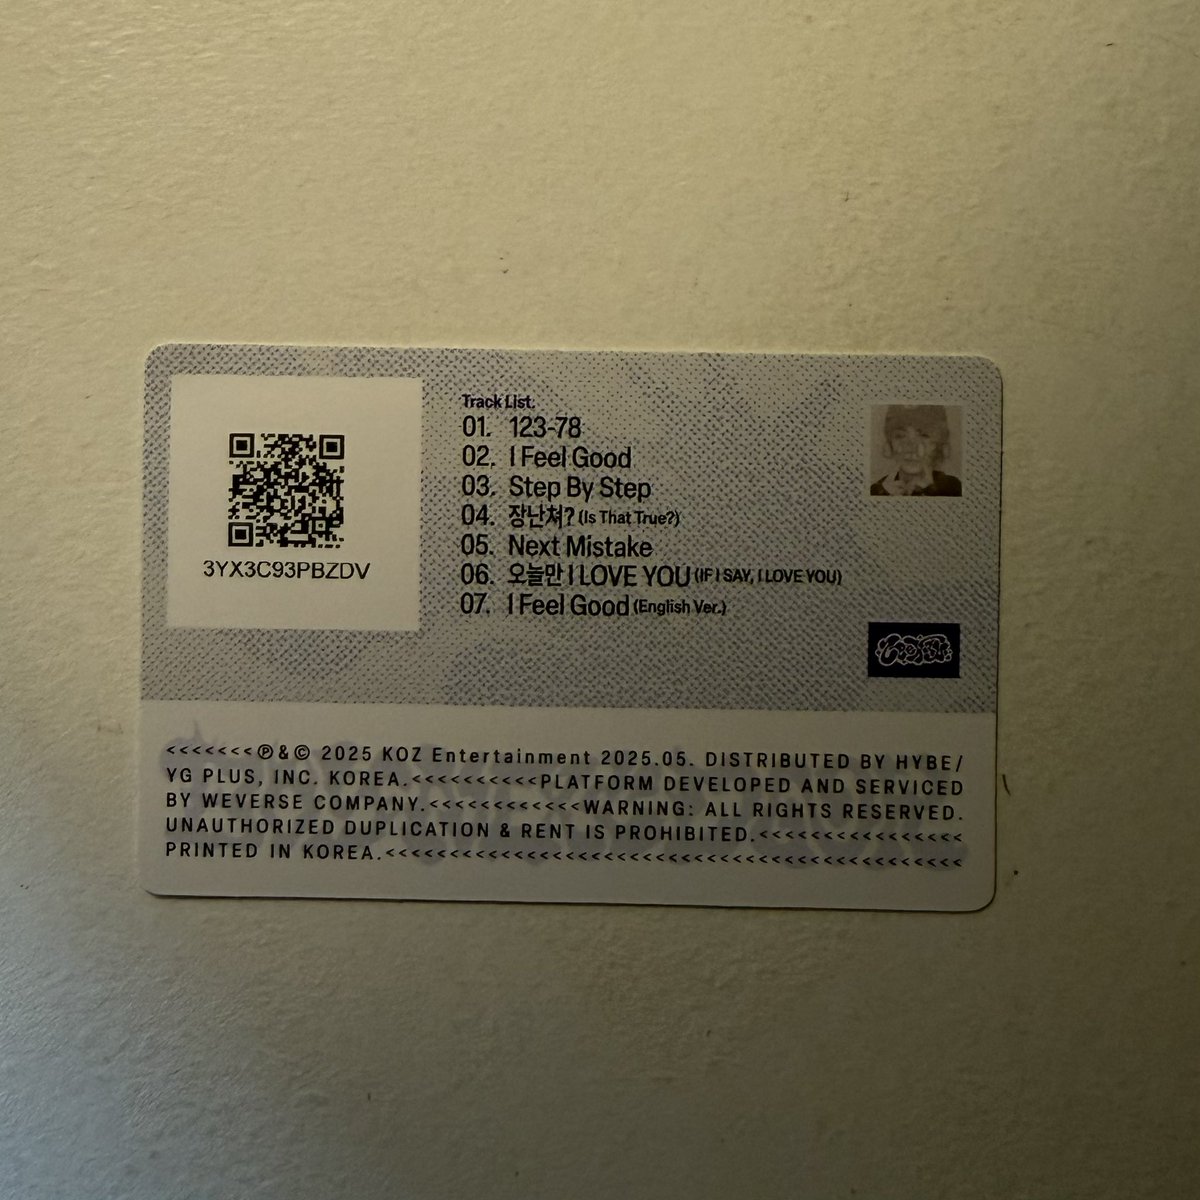 3YX3C93PBZDV
Track List.
01. 123-78
02. I Feel Good
03. Step By Step
04. 장난쳐? (Is That True?)
05. Next Mistake
06. 오늘만 I LOVE YOU (IF I SAY, I LOVE YOU)
07. I Feel Good (English Ver.)
<<<<<<<℗&© 2025 KOZ Entertainment 2025.05. DISTRIBUTED BY HYBE/
YG PLUS, INC. KOREA.<<<<<<<<<<PLATFORM DEVELOPED AND SERVICED
BY WEVERSE COMPANY.<<<<<<<<<<<<WARNING: ALL RIGHTS RESERVED.
UNAUTHORIZED DUPLICATION & RENT IS PROHIBITED.<<<<<<<<<<<<<<<<
PRINTED IN KOREA.<<<<<<<<<<<<<<<<<<<<<<<<<<<<<<<<<<<<<<<<<<<<<